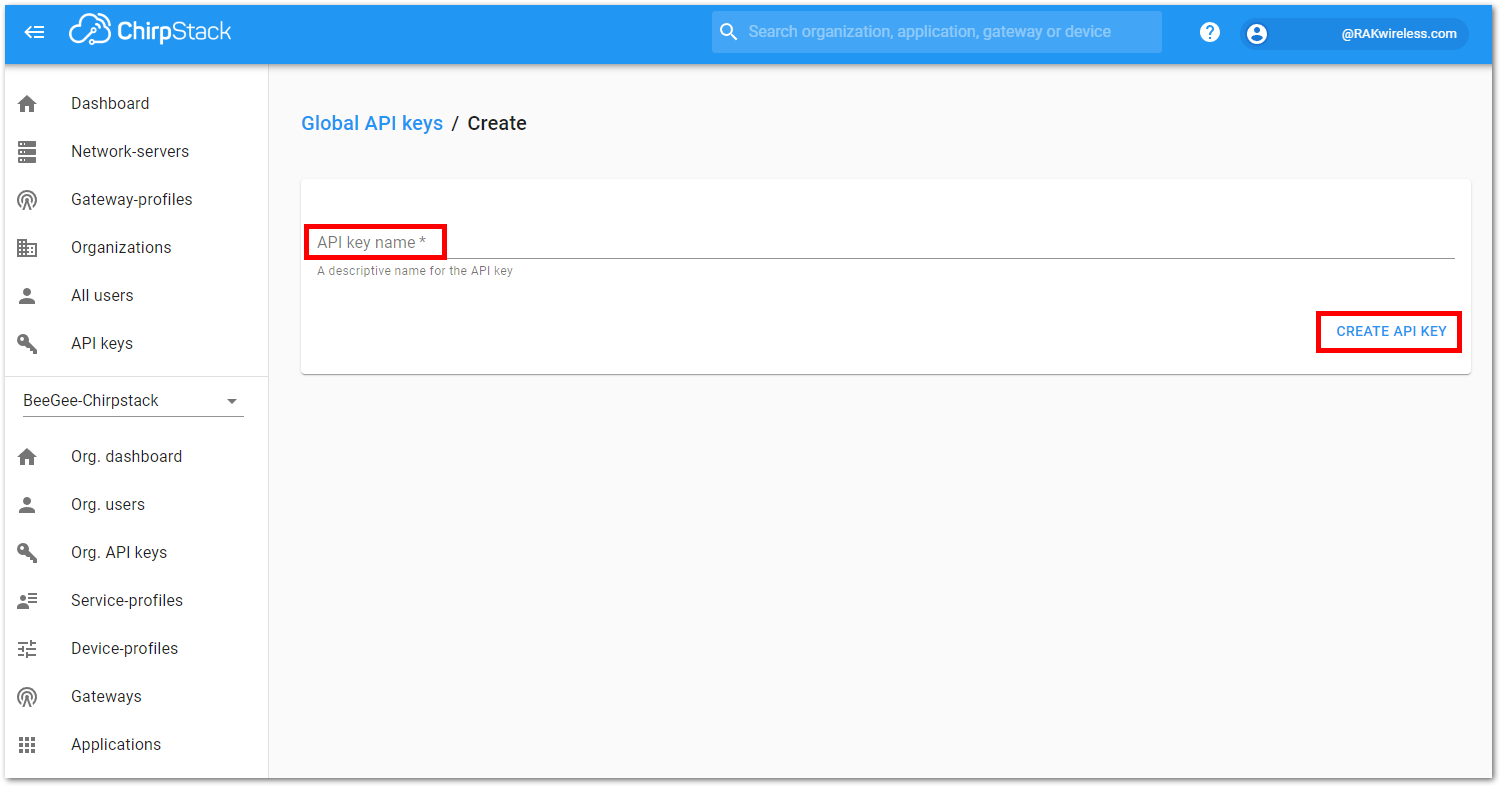 ChirpStack
Search organization, application, gateway or device
?
@RAKwireless.com
Dashboard
Network-servers
Gateway-profiles
Organizations
All users
API keys
BeeGee-Chirpstack
Org. dashboard
Org. users
Org. API keys
Service-profiles
Device-profiles
Gateways
Applications
Global API keys / Create
API key name *
A descriptive name for the API key
CREATE API KEY